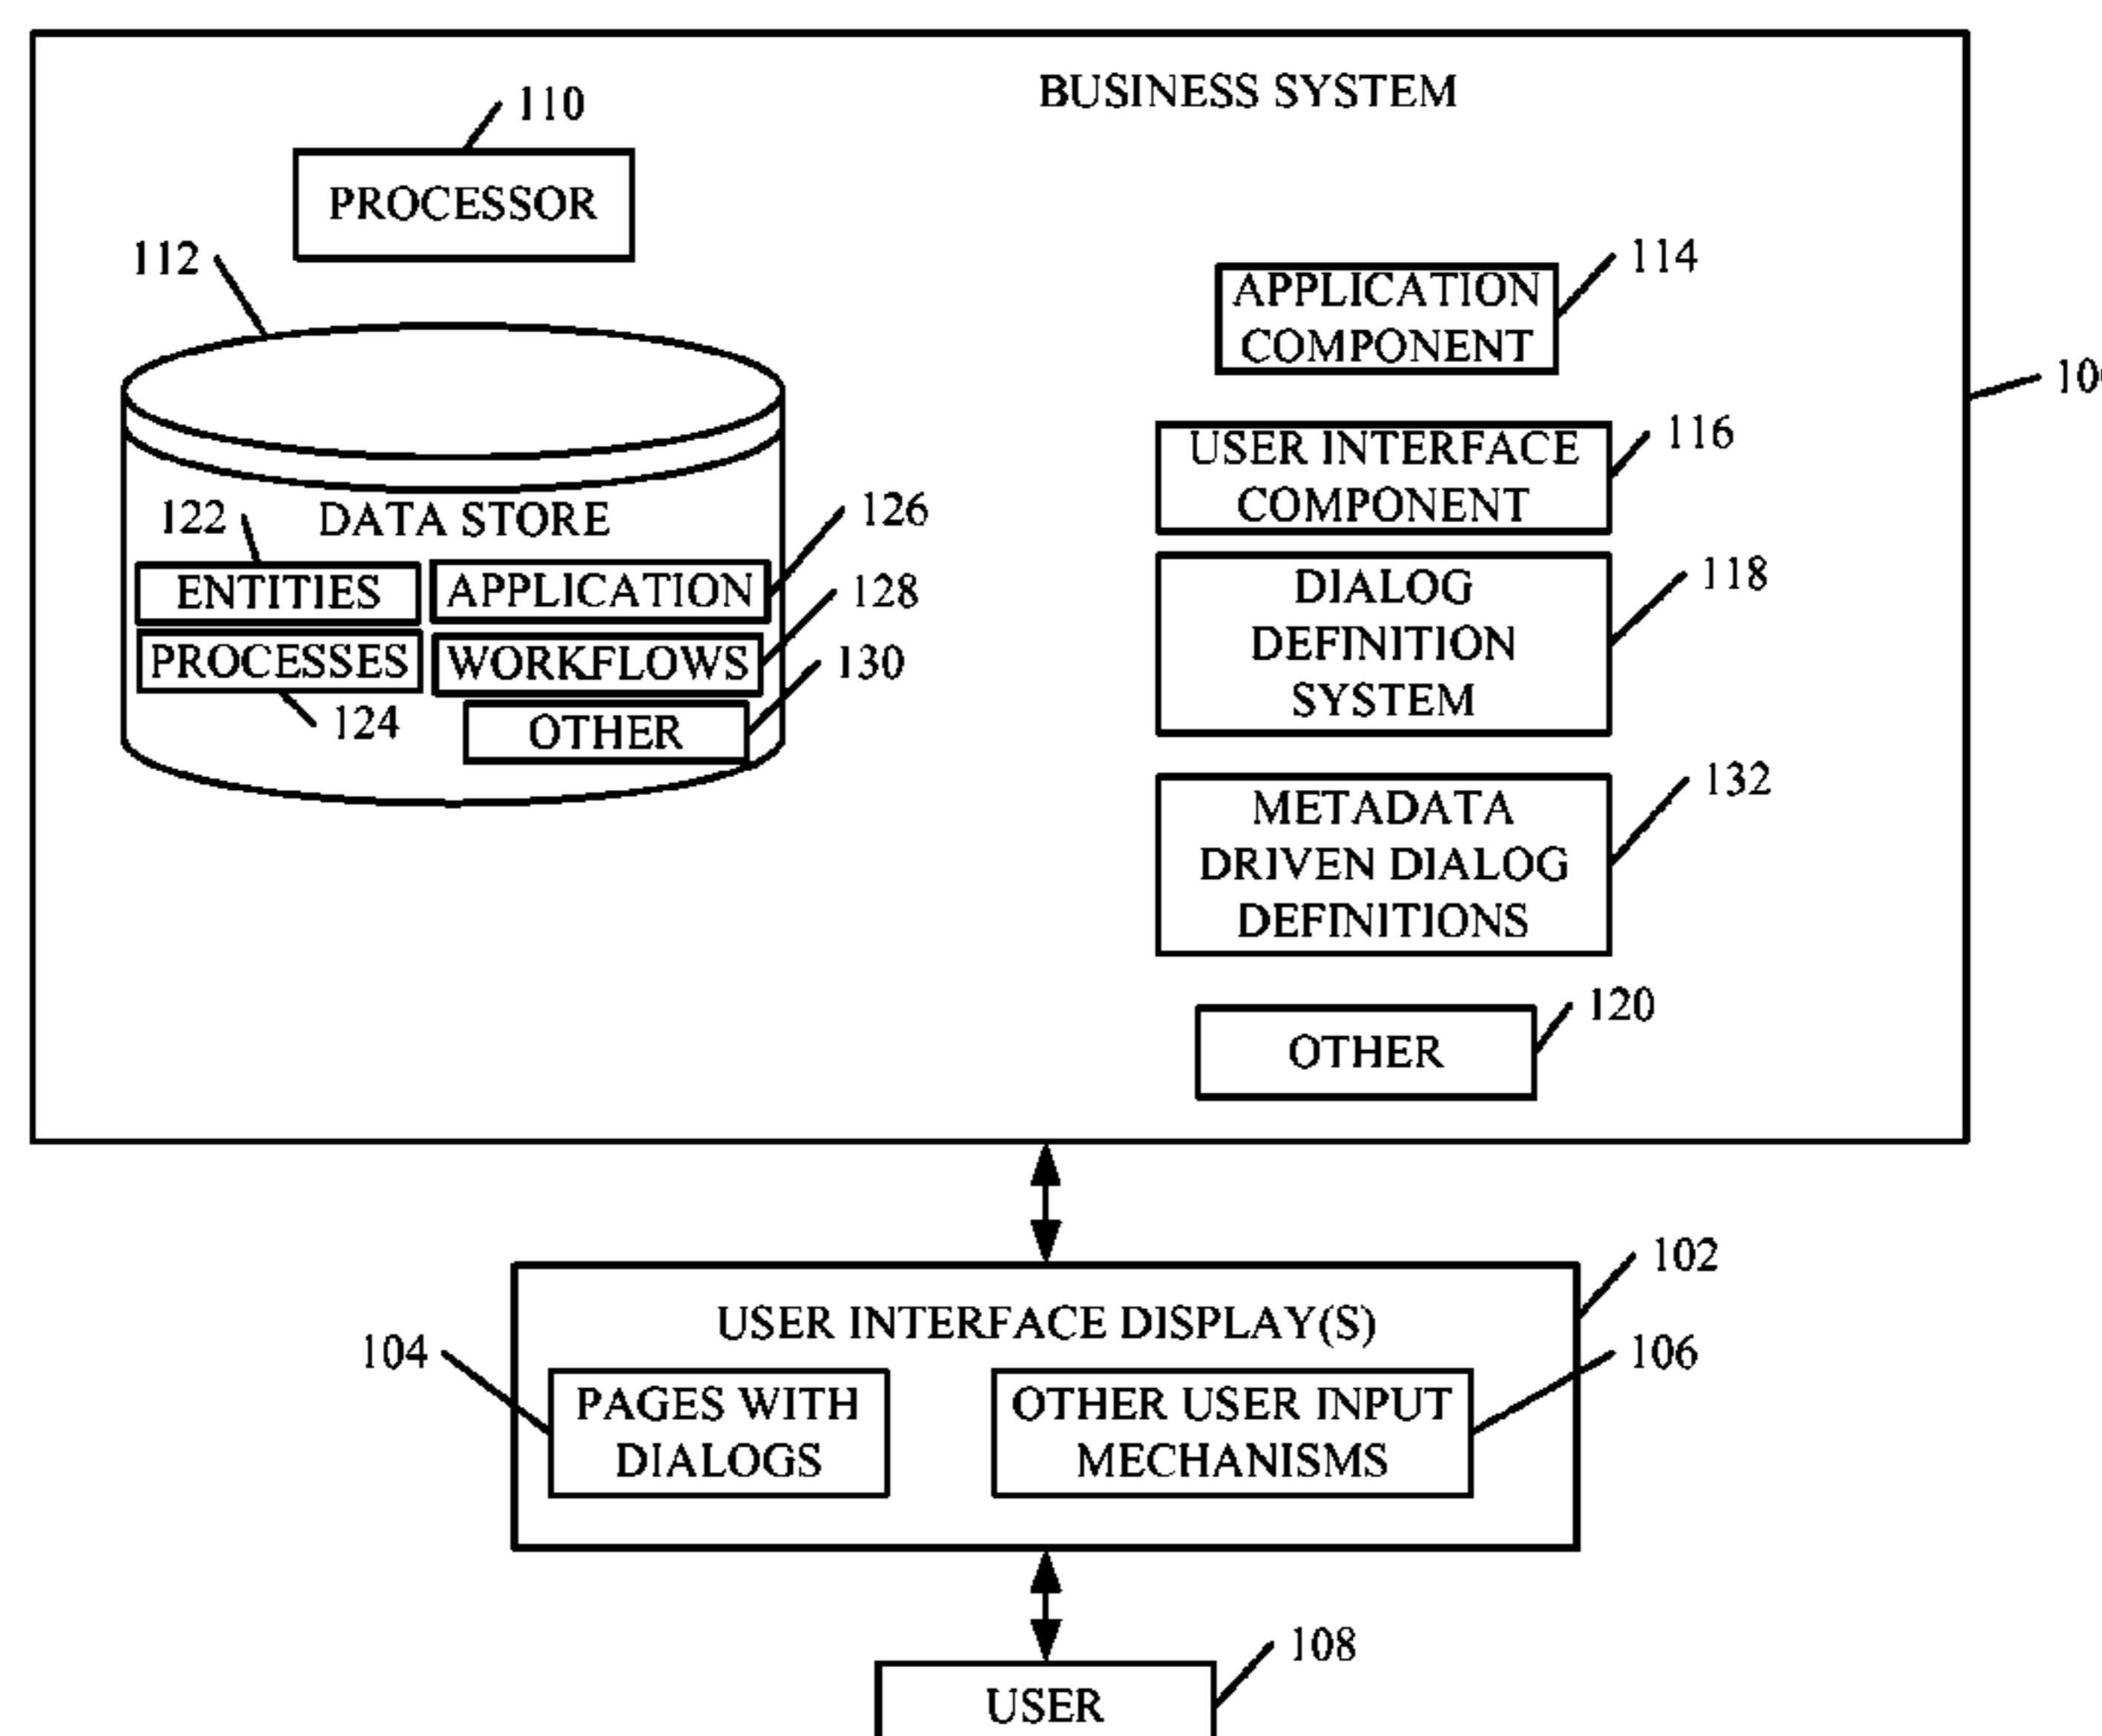 BUSINESS SYSTEM
110
PROCESSOR
112
114
APPLICATION
COMPONENT
116
USER INTERFACE
COMPONENT
DATA STORE
122
126
ENTITIES
APPLICATION
128
PROCESSES
WORKFLOWS
130
124
OTHER
118
DIALOG
DEFINITION
SYSTEM
132
METADATA
DRIVEN DIALOG
DEFINITIONS
120
OTHER
102
USER INTERFACE DISPLAY(S)
104
PAGES WITH
DIALOGS
106
OTHER USER INPUT
MECHANISMS
108
USER